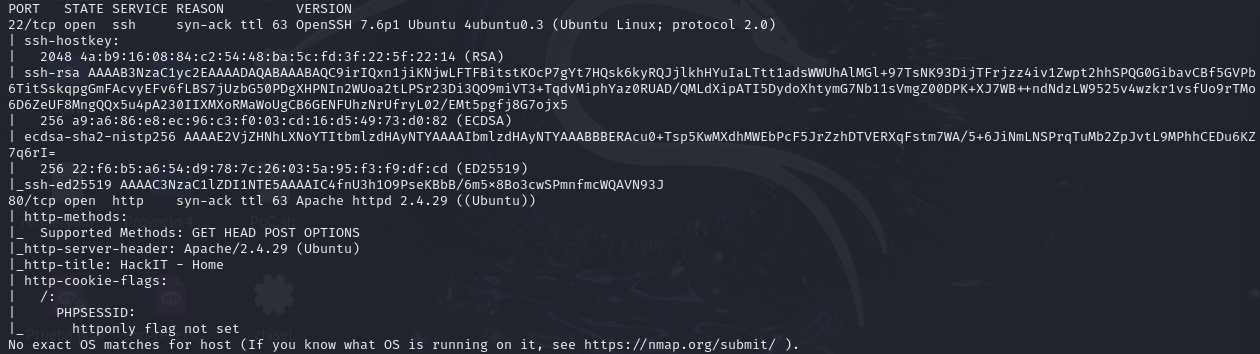 PORT   STATE SERVICE REASON         VERSION
22/tcp open  ssh     syn-ack ttl 63 OpenSSH 7.6p1 Ubuntu 4ubuntu0.3 (Ubuntu Linux; protocol 2.0)
| ssh-hostkey:
|   2048 4a:b9:16:08:84:c2:54:48:ba:5c:fd:3f:22:5f:22:14 (RSA)
| ssh-rsa AAAAB3NzaC1yc2EAAAADAQABAAABAQC9irIQxn1jiKNjwLFTFBitstKOcP7gYt7HQsk6kyRQJjlkhHYuIaLTtt1adsWWUhAlMGl+97TsNK93DijTFrjzz4iv1Zwpt2hhSPQG0GibavCBf5GVPb
6TitSskqpgGmFAcvyEFv6fLBS7jUzbG50PDgXHPNIn2WUoa2tLPSr23Di3QO9miVT3+TqdvMiphYaz0RUAD/QMLdXipATI5DydoXhtymG7Nb11sVmgZ00DPK+XJ7WB++ndNdzLW9525v4wzkr1vsfUo9rTMo
6D6ZeUF8MngQQx5u4pA230IIXMXoRMaWoUgCB6GENFUhzNrUfryL02/EMt5pgfj8G7ojx5
|   256 a9:a6:86:e8:ec:96:c3:f0:03:cd:16:d5:49:73:d0:82 (ECDSA)
| ecdsa-sha2-nistp256 AAAAE2VjZHNhLXNoYTItbmlzdHAyNTYAAAAIbmlzdHAyNTYAAABBBERAcu0+Tsp5KwMXdhMWEbPcF5JrZzhDTVERXqFstm7WA/5+6JiNmLNSPrqTuMb2ZpJvtL9MPhhCEDu6KZ
7q6rI=
|   256 22:f6:b5:a6:54:d9:78:7c:26:03:5a:95:f3:f9:df:cd (ED25519)
|_ssh-ed25519 AAAAC3NzaC1lZDI1NTE5AAAAIC4fnU3h1O9PseKBbB/6m5x8Bo3cwSPmnfmcWQAVN93J
80/tcp open  http    syn-ack ttl 63 Apache httpd 2.4.29 ((Ubuntu))
| http-methods:
|_  Supported Methods: GET HEAD POST OPTIONS
|_http-server-header: Apache/2.4.29 (Ubuntu)
|_http-title: HackIT - Home
| http-cookie-flags:
|   /:
|     PHPSESSID:
|_      httponly flag not set
No exact OS matches for host (If you know what OS is running on it, see https://nmap.org/submit/ ).